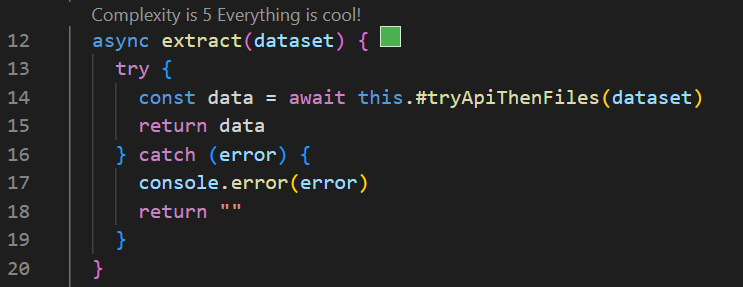 Complexity is 5 Everything is cool!
12 async extract(dataset) {
13 try {
14 const data = await this.#tryApiThenFiles(dataset)
15 return data
16 } catch (error) {
17 console.error(error)
18 return ""
19 }
20 }